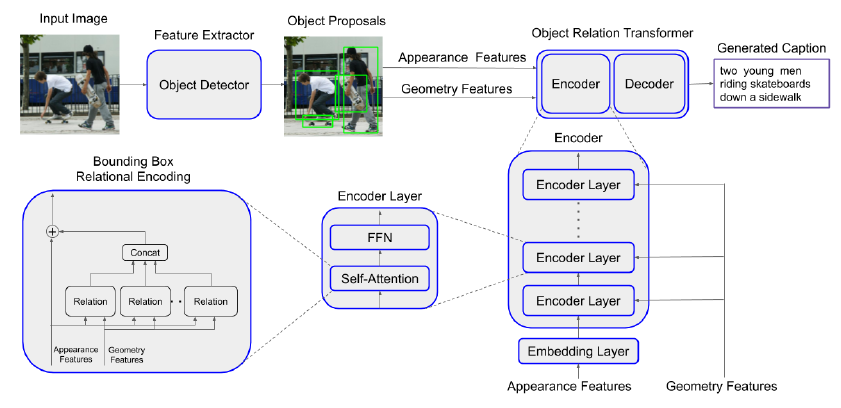 Input Image
Feature Extractor
Object Detector
Object Proposals
Appearance Features
Geometry Features
Object Relation Transformer
Encoder
Decoder
Generated Caption
two young men
riding skateboards
down a sidewalk
Bounding Box
Relational Encoding
Concat
Relation
Relation
Relation
Appearance
Features
Geometry
Features
Encoder Layer
FFN
Self-Attention
Encoder
Encoder Layer
Encoder Layer
Encoder Layer
Embedding Layer
Appearance Features
Geometry Features